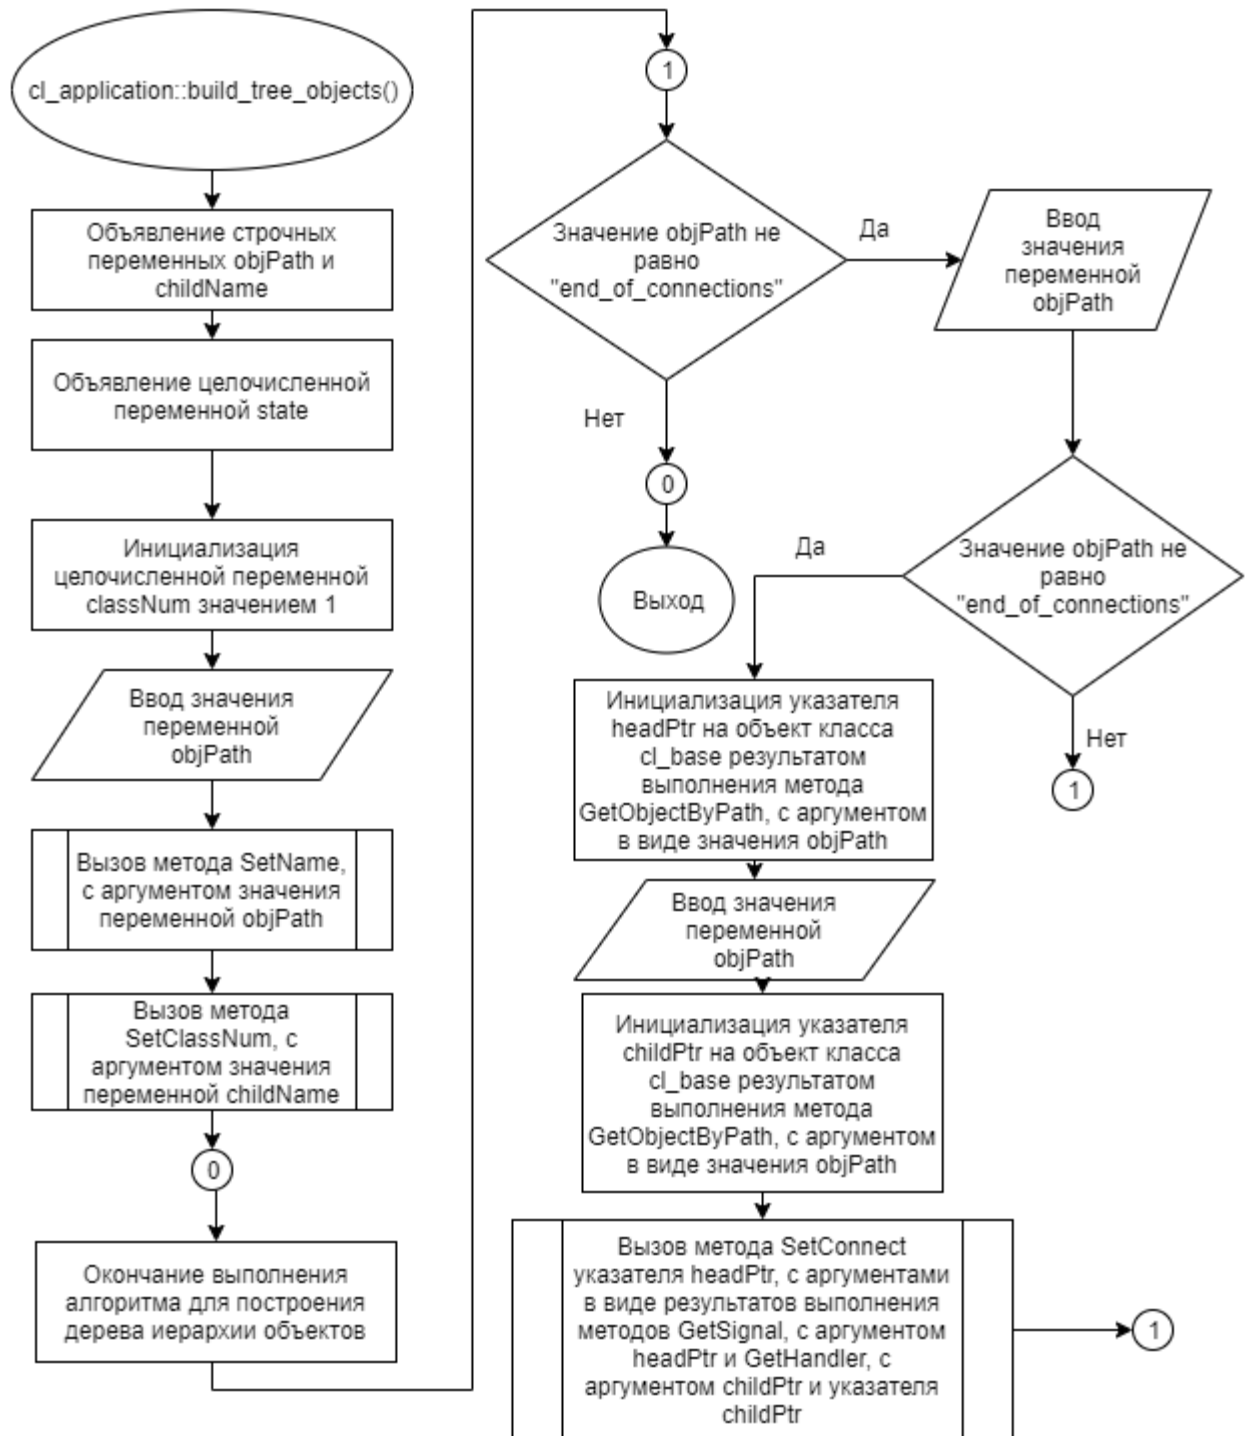 cl_application::build_tree_objects()
Объявление строчных
переменных objPath и
childName
Объявление целочисленной
переменной state
Инициализация
целочисленной переменной
classNum значением 1
Ввод значения
переменной
objPath
Вызов метода SetName,
с аргументом значения
переменной objPath
Вызов метода
SetClassNum, с
аргументом значения
переменной childName
0
Окончание выполнения
алгоритма для построения
дерева иерархии объектов
1
Значение objPath не
равно
"end_of_connections"
Да
Нет
0
Выход
Ввод
значения
переменной
objPath
Значение objPath не
равно
"end_of_connections"
Да
Нет
1
Инициализация указателя
headPtr на объект класса
cl_base результатом
выполнения метода
GetObjectByPath, с аргументом
в виде значения objPath
Ввод значения
переменной
objPath
Инициализация указателя
childPtr на объект класса
cl_base результатом
выполнения метода
GetObjectByPath, с аргументом
в виде значения objPath
Вызов метода SetConnect
указателя headPtr, с аргументами
в виде результатов выполнения
методов GetSignal, с аргументом
headPtr и GetHandler, с
аргументом childPtr и указателя
childPtr
1